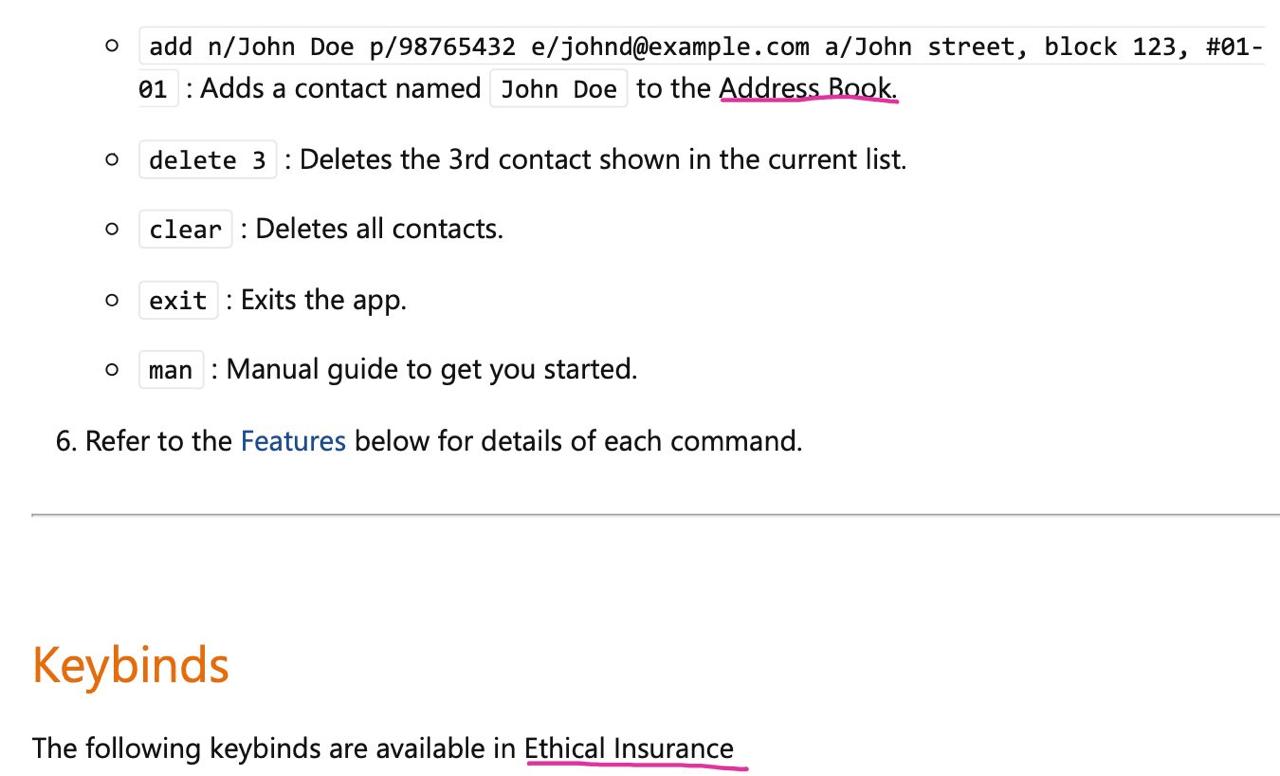 add n/John Doe p/98765432 e/johnd@example.com a/John street, block 123, #01-
01 : Adds a contact named John Doe to the Address Book.
delete 3 : Deletes the 3rd contact shown in the current list.
clear : Deletes all contacts.
exit : Exits the app.
man : Manual guide to get you started.
6. Refer to the Features below for details of each command.
Keybinds
The following keybinds are available in Ethical Insurance